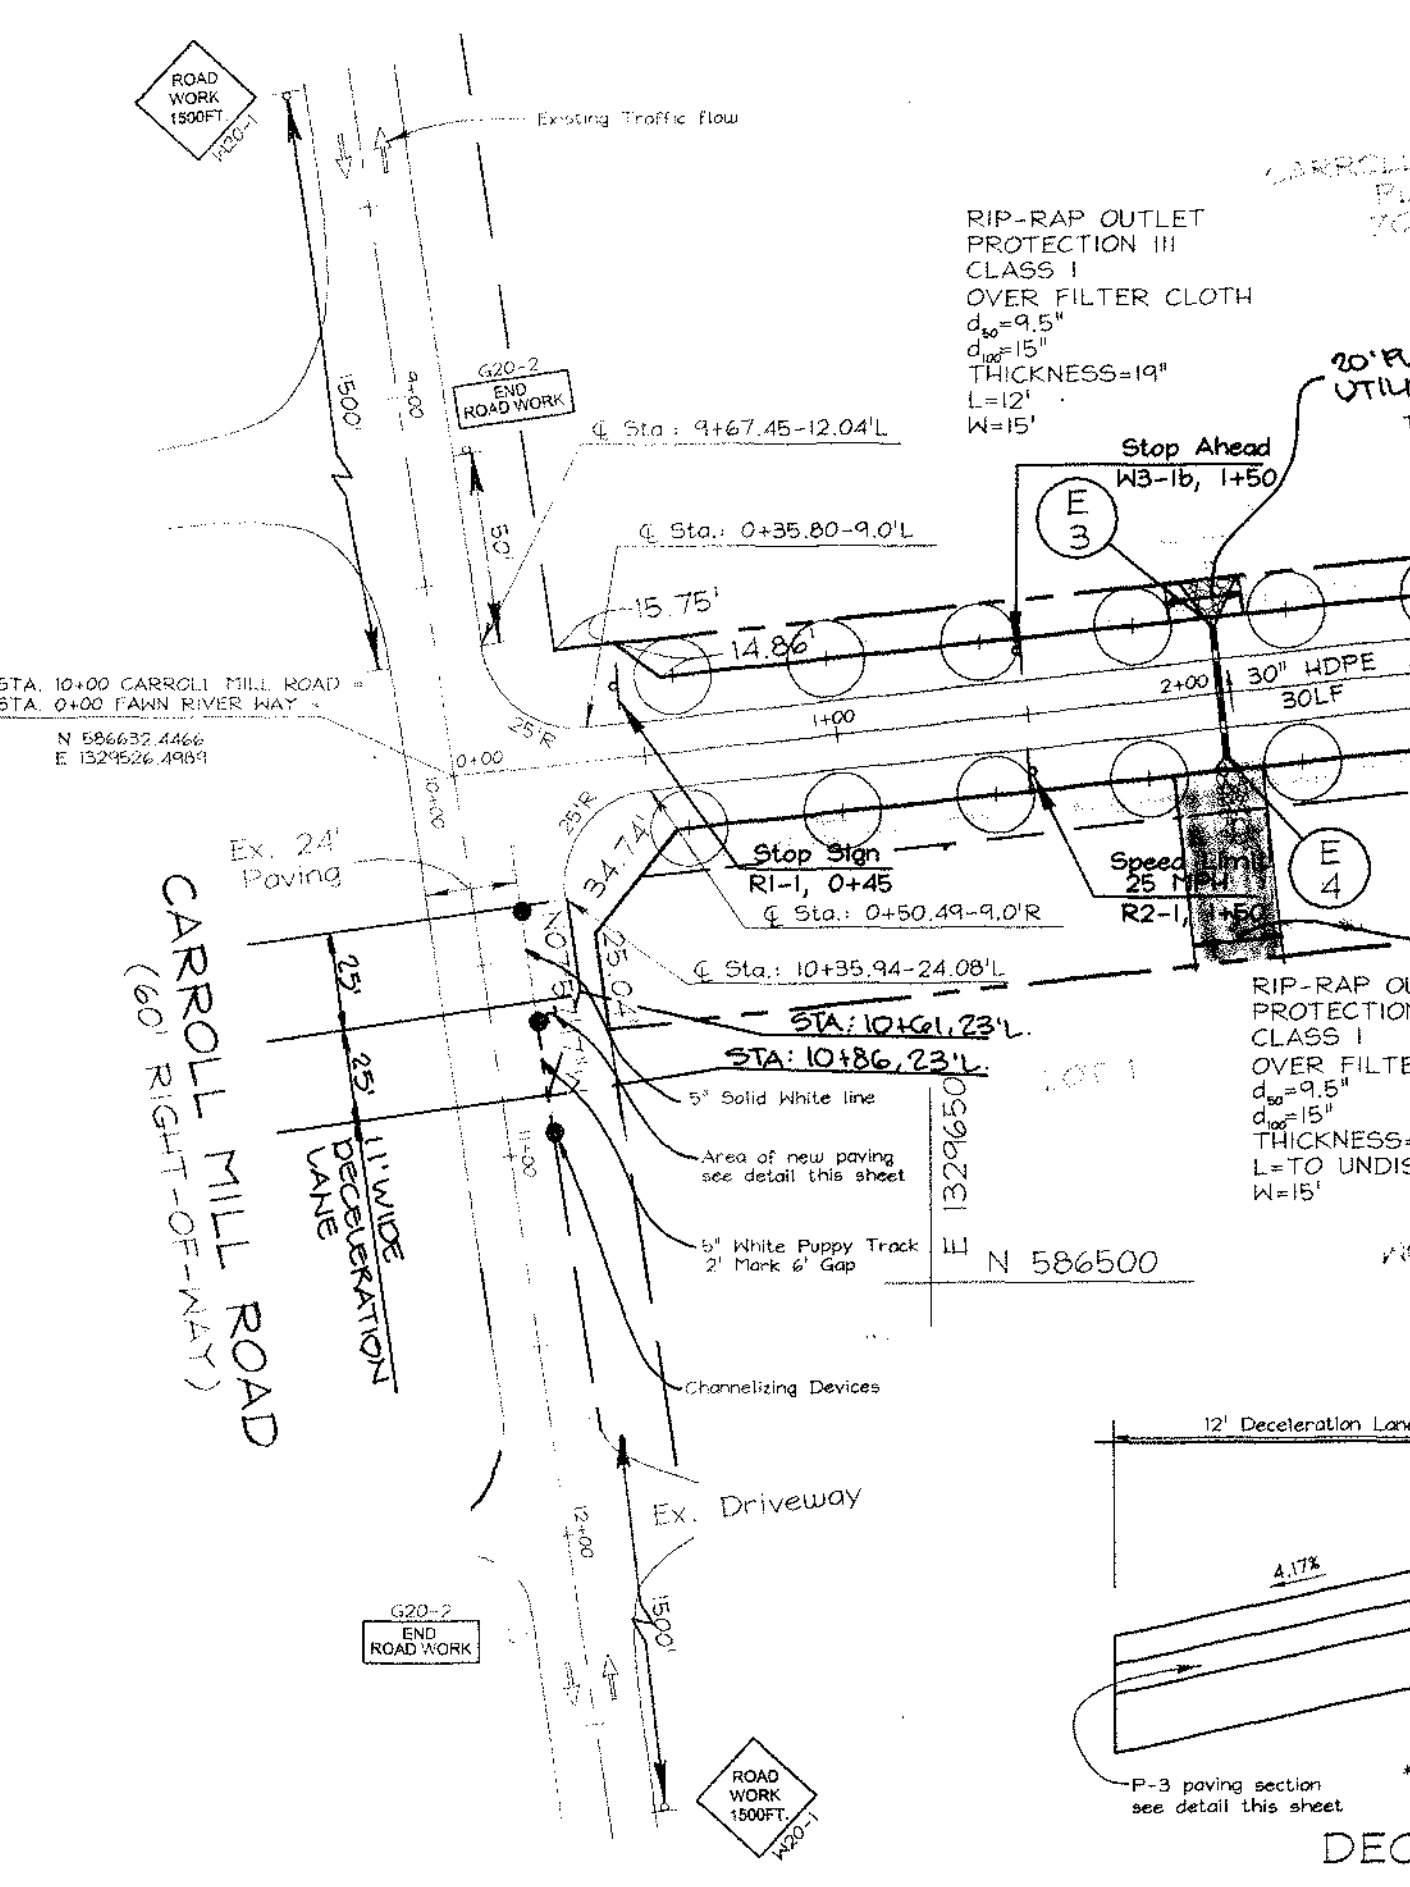 ROAD
WORK
1500FT.
W20-1
Existing Traffic flow
RIP-RAP OUTLET
PROTECTION III
CLASS I
OVER FILTER CLOTH
d50=9.5"
d100=15"
THICKNESS=19"
L=12'
W=15'
1500'
9+00
G20-2
END
ROAD WORK
℄ Sta.: 9+67.45-12.04'L
50'
Stop Ahead
W3-1b, 1+50
E
3
℄ Sta.: 0+35.80-9.0'L
15.75'
14.86'
STA. 10+00 CARROLL MILL ROAD =
STA. 0+00 FAWN RIVER WAY
N 586632.4466
E 1329526.4989
25'R
0+00
1+00
2+00
30" HDPE
30LF
10+00
Ex. 24'
Paving
25'R
34.74'
Stop Sign
R1-1, 0+45
℄ Sta.: 0+50.49-9.0'R
Speed Limit
25 MPH
R2-1, 1+50
E
4
CARROLL MILL ROAD
(60' RIGHT-OF-WAY)
25'
25'
11' WIDE
DECELERATION
LANE
25.04'
℄ Sta.: 10+35.94-24.08'L
STA: 10+61, 23'L.
STA: 10+86, 23'L.
5" Solid White line
Area of new paving
see detail this sheet
5" White Puppy Track
2' Mark 6' Gap
Channelizing Devices
11+00
E 1329650
N 586500
RIP-RAP
PROTECTION
CLASS I
OVER
d50=9.5"
d100=15"
THICKNESS=
L=TO
W=15'
12' Deceleration Lane
Ex. Driveway
12+00
4.17%
G20-2
END
ROAD WORK
1500'
P-3 paving section
see detail this sheet
ROAD
WORK
1500FT.
W20-1